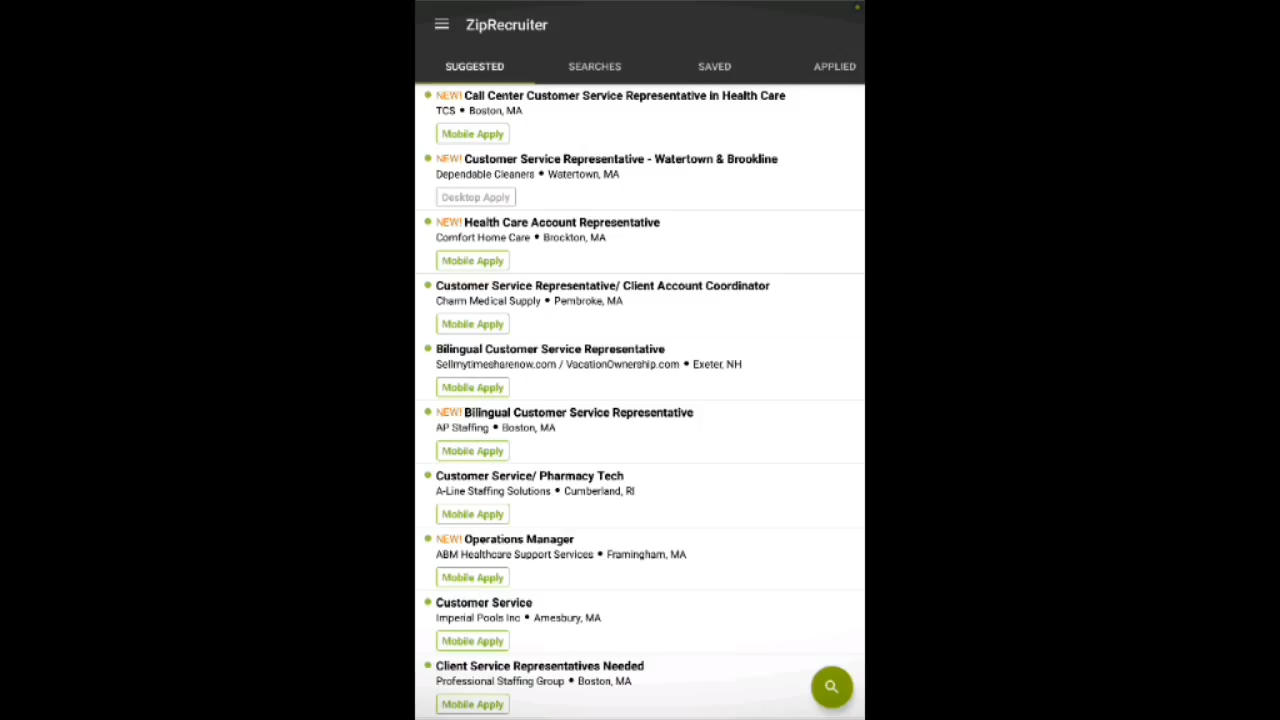 ZipRecruiter
SUGGESTED SEARCHES SAVED APPLIED
NEW! Call Center Customer Service Representative in Health Care
TCS • Boston, MA
Mobile Apply
NEW! Customer Service Representative - Watertown & Brookline
Dependable Cleaners • Watertown, MA
Desktop Apply
NEW! Health Care Account Representative
Comfort Home Care • Brockton, MA
Mobile Apply
Customer Service Representative/ Client Account Coordinator
Charm Medical Supply • Pembroke, MA
Mobile Apply
Bilingual Customer Service Representative
Sellmytimesharenow.com / VacationOwnership.com • Exeter, NH
Mobile Apply
NEW! Bilingual Customer Service Representative
AP Staffing • Boston, MA
Mobile Apply
Customer Service/ Pharmacy Tech
A-Line Staffing Solutions • Cumberland, RI
Mobile Apply
NEW! Operations Manager
ABM Healthcare Support Services • Framingham, MA
Mobile Apply
Customer Service
Imperial Pools Inc • Amesbury, MA
Mobile Apply
Client Service Representatives Needed
Professional Staffing Group • Boston, MA
Mobile Apply